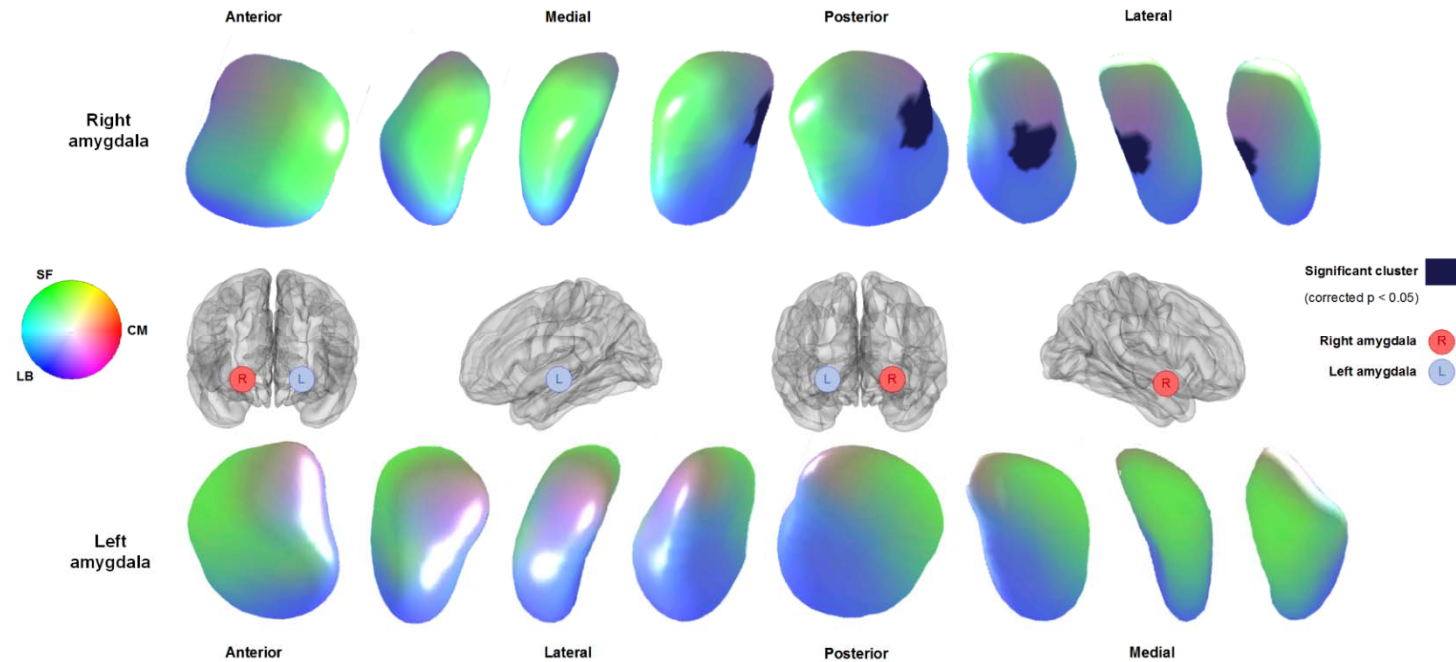 Anterior
Medial
Posterior
Lateral
Right
amygdala
SF
CM
LB
R
L
L
L
R
R
Significant cluster
(corrected p < 0.05)
Right amygdala
R
Left amygdala
L
Left
amygdala
Anterior
Lateral
Posterior
Medial